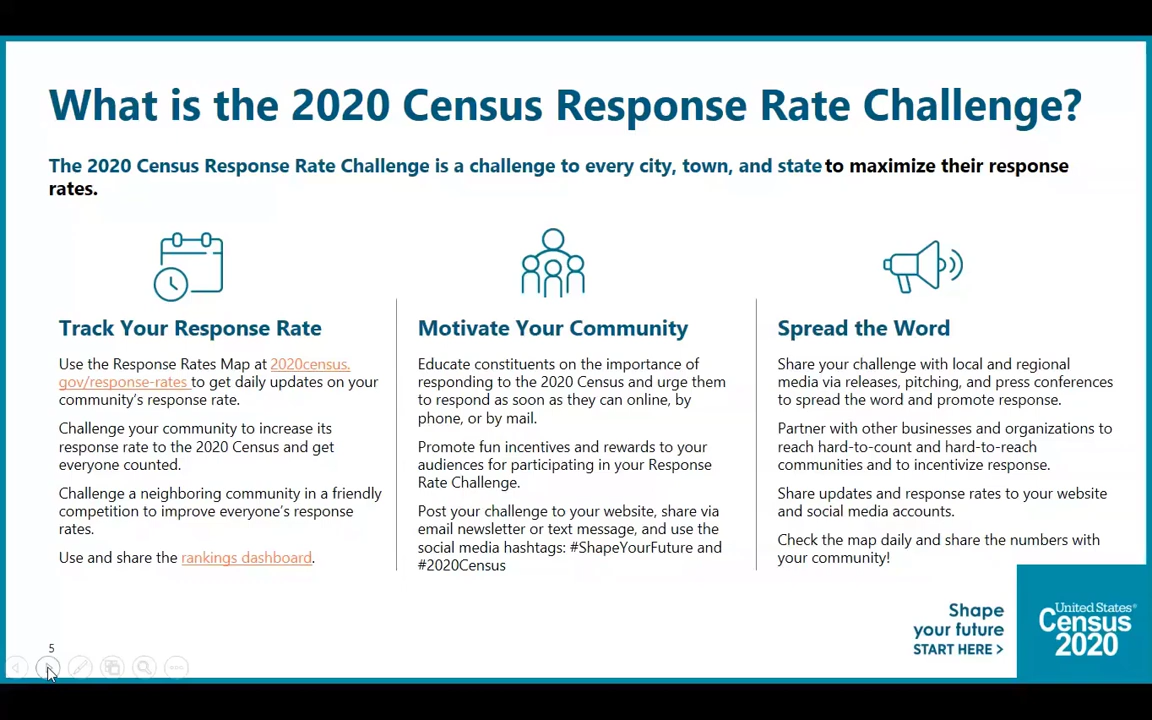 What is the 2020 Census Response Rate Challenge?
The 2020 Census Response Rate Challenge is a challenge to every city, town, and state to maximize their response
rates.
Track Your Response Rate
Use the Response Rates Map at 2020census.
gov/response-rates to get daily updates on your
community’s response rate.
Challenge your community to increase its
response rate to the 2020 Census and get
everyone counted.
Challenge a neighboring community in a friendly
competition to improve everyone’s response
rates.
Use and share the rankings dashboard.
Motivate Your Community
Educate constituents on the importance of
responding to the 2020 Census and urge them
to respond as soon as they can online, by
phone, or by mail.
Promote fun incentives and rewards to your
audiences for participating in your Response
Rate Challenge.
Post your challenge to your website, share via
email newsletter or text message, and use the
social media hashtags: #ShapeYourFuture and
#2020Census
Spread the Word
Share your challenge with local and regional
media via releases, pitching, and press conferences
to spread the word and promote response.
Partner with other businesses and organizations to
reach hard-to-count and hard-to-reach
communities and to incentivize response.
Share updates and response rates to your website
and social media accounts.
Check the map daily and share the numbers with
your community!
Shape
your future
START HERE >
United States®
Census
2020
5